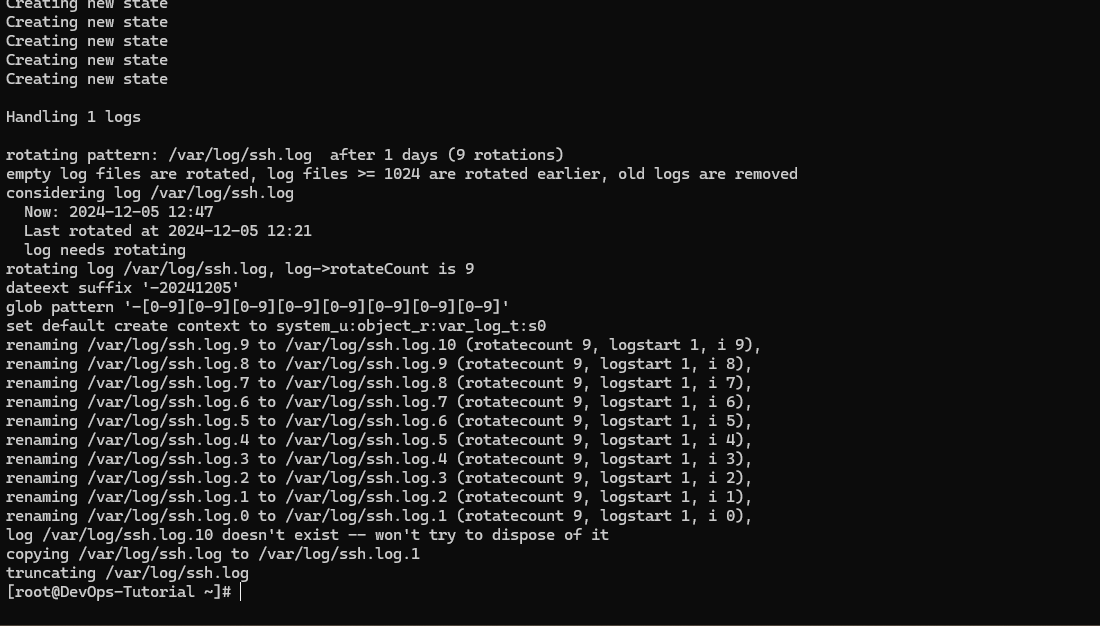 Creating new state
Creating new state
Creating new state
Creating new state
Creating new state
Handling 1 logs
rotating pattern: /var/log/ssh.log  after 1 days (9 rotations)
empty log files are rotated, log files >= 1024 are rotated earlier, old logs are removed
considering log /var/log/ssh.log
  Now: 2024-12-05 12:47
  Last rotated at 2024-12-05 12:21
  log needs rotating
rotating log /var/log/ssh.log, log->rotateCount is 9
dateext suffix '-20241205'
glob pattern '-[0-9][0-9][0-9][0-9][0-9][0-9][0-9][0-9]'
set default create context to system_u:object_r:var_log_t:s0
renaming /var/log/ssh.log.9 to /var/log/ssh.log.10 (rotatecount 9, logstart 1, i 9),
renaming /var/log/ssh.log.8 to /var/log/ssh.log.9 (rotatecount 9, logstart 1, i 8),
renaming /var/log/ssh.log.7 to /var/log/ssh.log.8 (rotatecount 9, logstart 1, i 7),
renaming /var/log/ssh.log.6 to /var/log/ssh.log.7 (rotatecount 9, logstart 1, i 6),
renaming /var/log/ssh.log.5 to /var/log/ssh.log.6 (rotatecount 9, logstart 1, i 5),
renaming /var/log/ssh.log.4 to /var/log/ssh.log.5 (rotatecount 9, logstart 1, i 4),
renaming /var/log/ssh.log.3 to /var/log/ssh.log.4 (rotatecount 9, logstart 1, i 3),
renaming /var/log/ssh.log.2 to /var/log/ssh.log.3 (rotatecount 9, logstart 1, i 2),
renaming /var/log/ssh.log.1 to /var/log/ssh.log.2 (rotatecount 9, logstart 1, i 1),
renaming /var/log/ssh.log.0 to /var/log/ssh.log.1 (rotatecount 9, logstart 1, i 0),
log /var/log/ssh.log.10 doesn't exist -- won't try to dispose of it
copying /var/log/ssh.log to /var/log/ssh.log.1
truncating /var/log/ssh.log
[root@DevOps-Tutorial ~]#